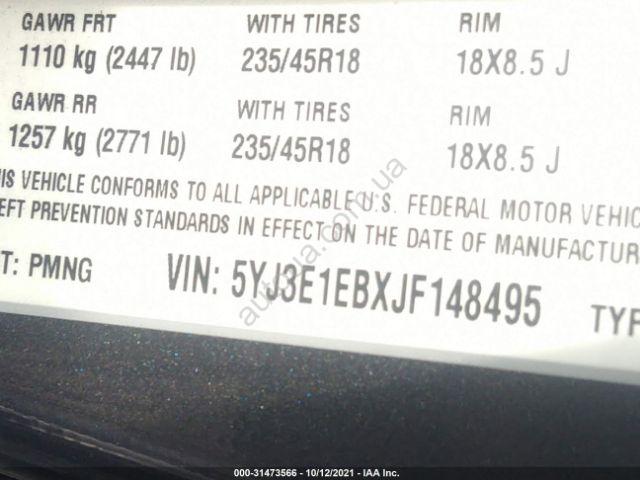 GAWR FRT WITH TIRES RIM
1110 kg (2447 lb) 235/45R18 18X8.5 J
GAWR RR WITH TIRES RIM
1257 kg (2771 lb) 235/45R18 18X8.5 J
IS VEHICLE CONFORMS TO ALL APPLICABLE U.S. FEDERAL MOTOR VEHIC
EFT PREVENTION STANDARDS IN EFFECT ON THE DATE OF MANUFACTUR
T: PMNG VIN: 5YJ3E1EBXJF148495 TYP
autoua.com.ua
000-31473566 - 10/12/2021 - IAA Inc.